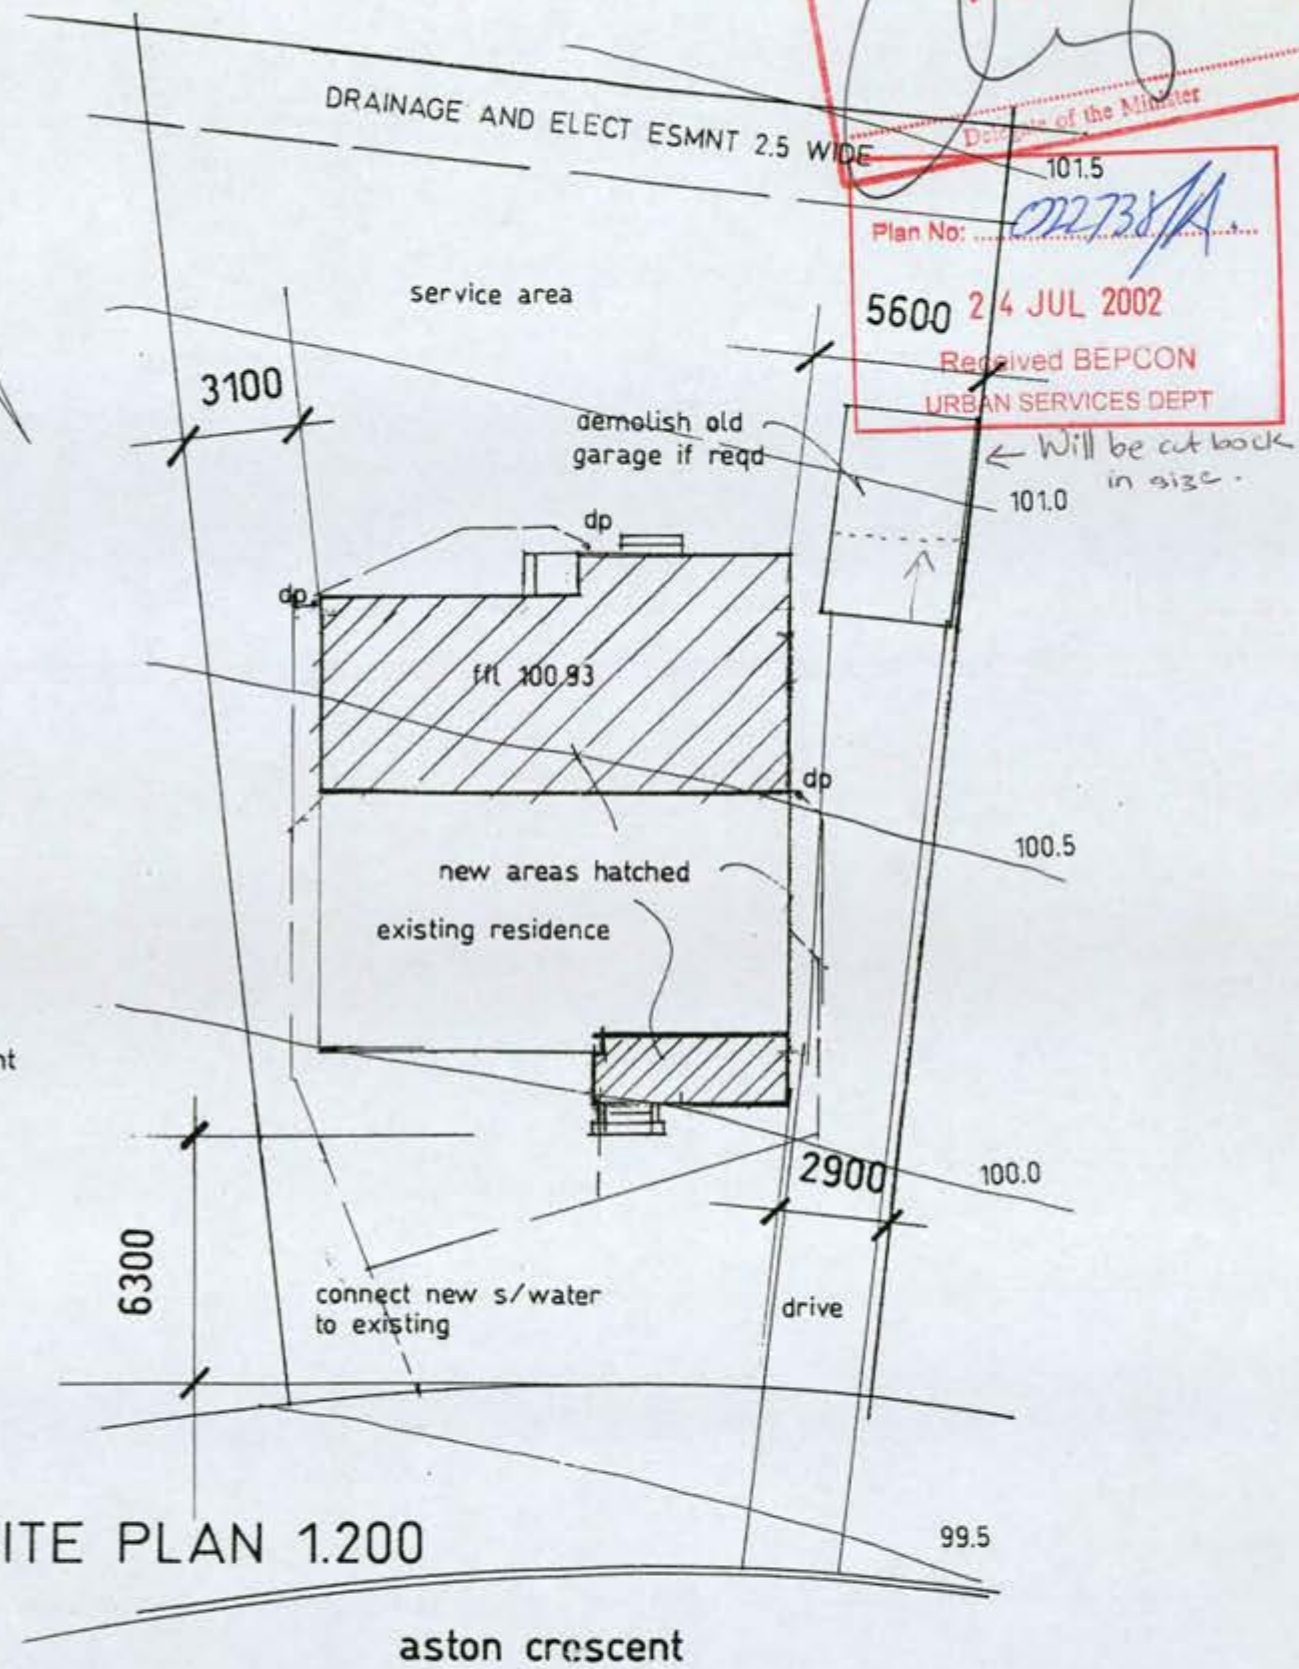 DRAINAGE AND ELECT ESMNT 2.5 WIDE
Delegate of the Minister
101.5
Plan No: 022738/A.
service area
5600
24 JUL 2002
Received BEPCON
URBAN SERVICES DEPT
3100
demolish old
garage if reqd
← Will be cut back
in size.
101.0
dp
dp
ffl 100.93
dp
100.5
new areas hatched
existing residence
nt
2900
100.0
6300
connect new s/water
to existing
drive
99.5
ITE PLAN 1.200
aston crescent